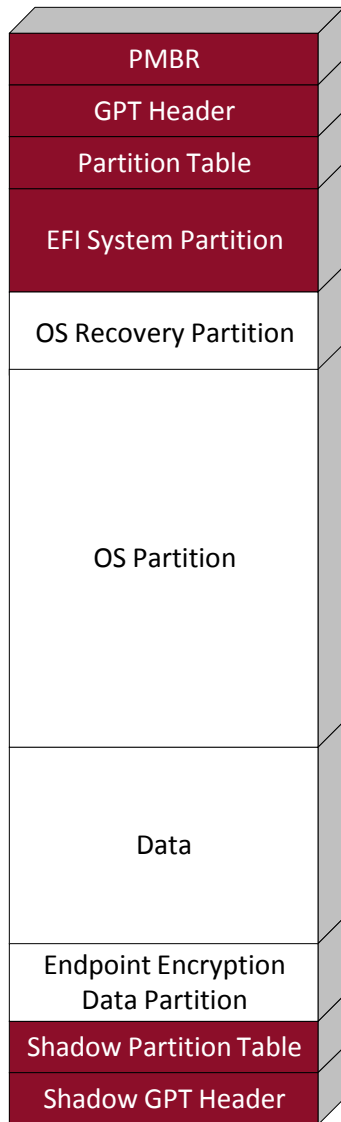 PMBR
GPT Header
Partition Table
EFI System Partition
OS Recovery Partition
OS Partition
Data
Endpoint Encryption
Data Partition
Shadow Partition Table
Shadow GPT Header